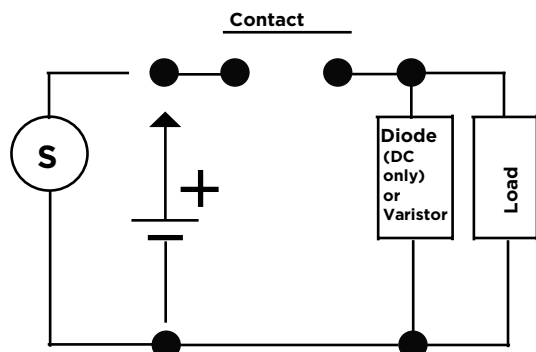 Contact
S
+
Diode
(DC
only)
or
Varistor
Load